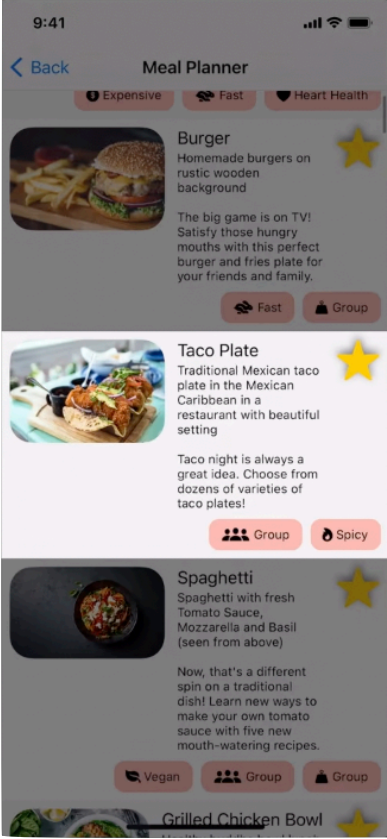 9:41
Back
Meal Planner
Expensive
Fast
Heart Health
Burger
Homemade burgers on
rustic wooden
background
The big game is on TV!
Satisfy those hungry
mouths with this perfect
burger and fries plate for
your friends and family.
Fast
Group
Taco Plate
Traditional Mexican taco
plate in the Mexican
Caribbean in a
restaurant with beautiful
setting
Taco night is always a
great idea. Choose from
dozens of varieties of
taco plates!
Group
Spicy
Spaghetti
Spaghetti with fresh
Tomato Sauce,
Mozzarella and Basil
(seen from above)
Now, that's a different
spin on a traditional
dish! Learn new ways to
make your own tomato
sauce with five new
mouth-watering recipes.
Vegan
Group
Group
Grilled Chicken Bowl